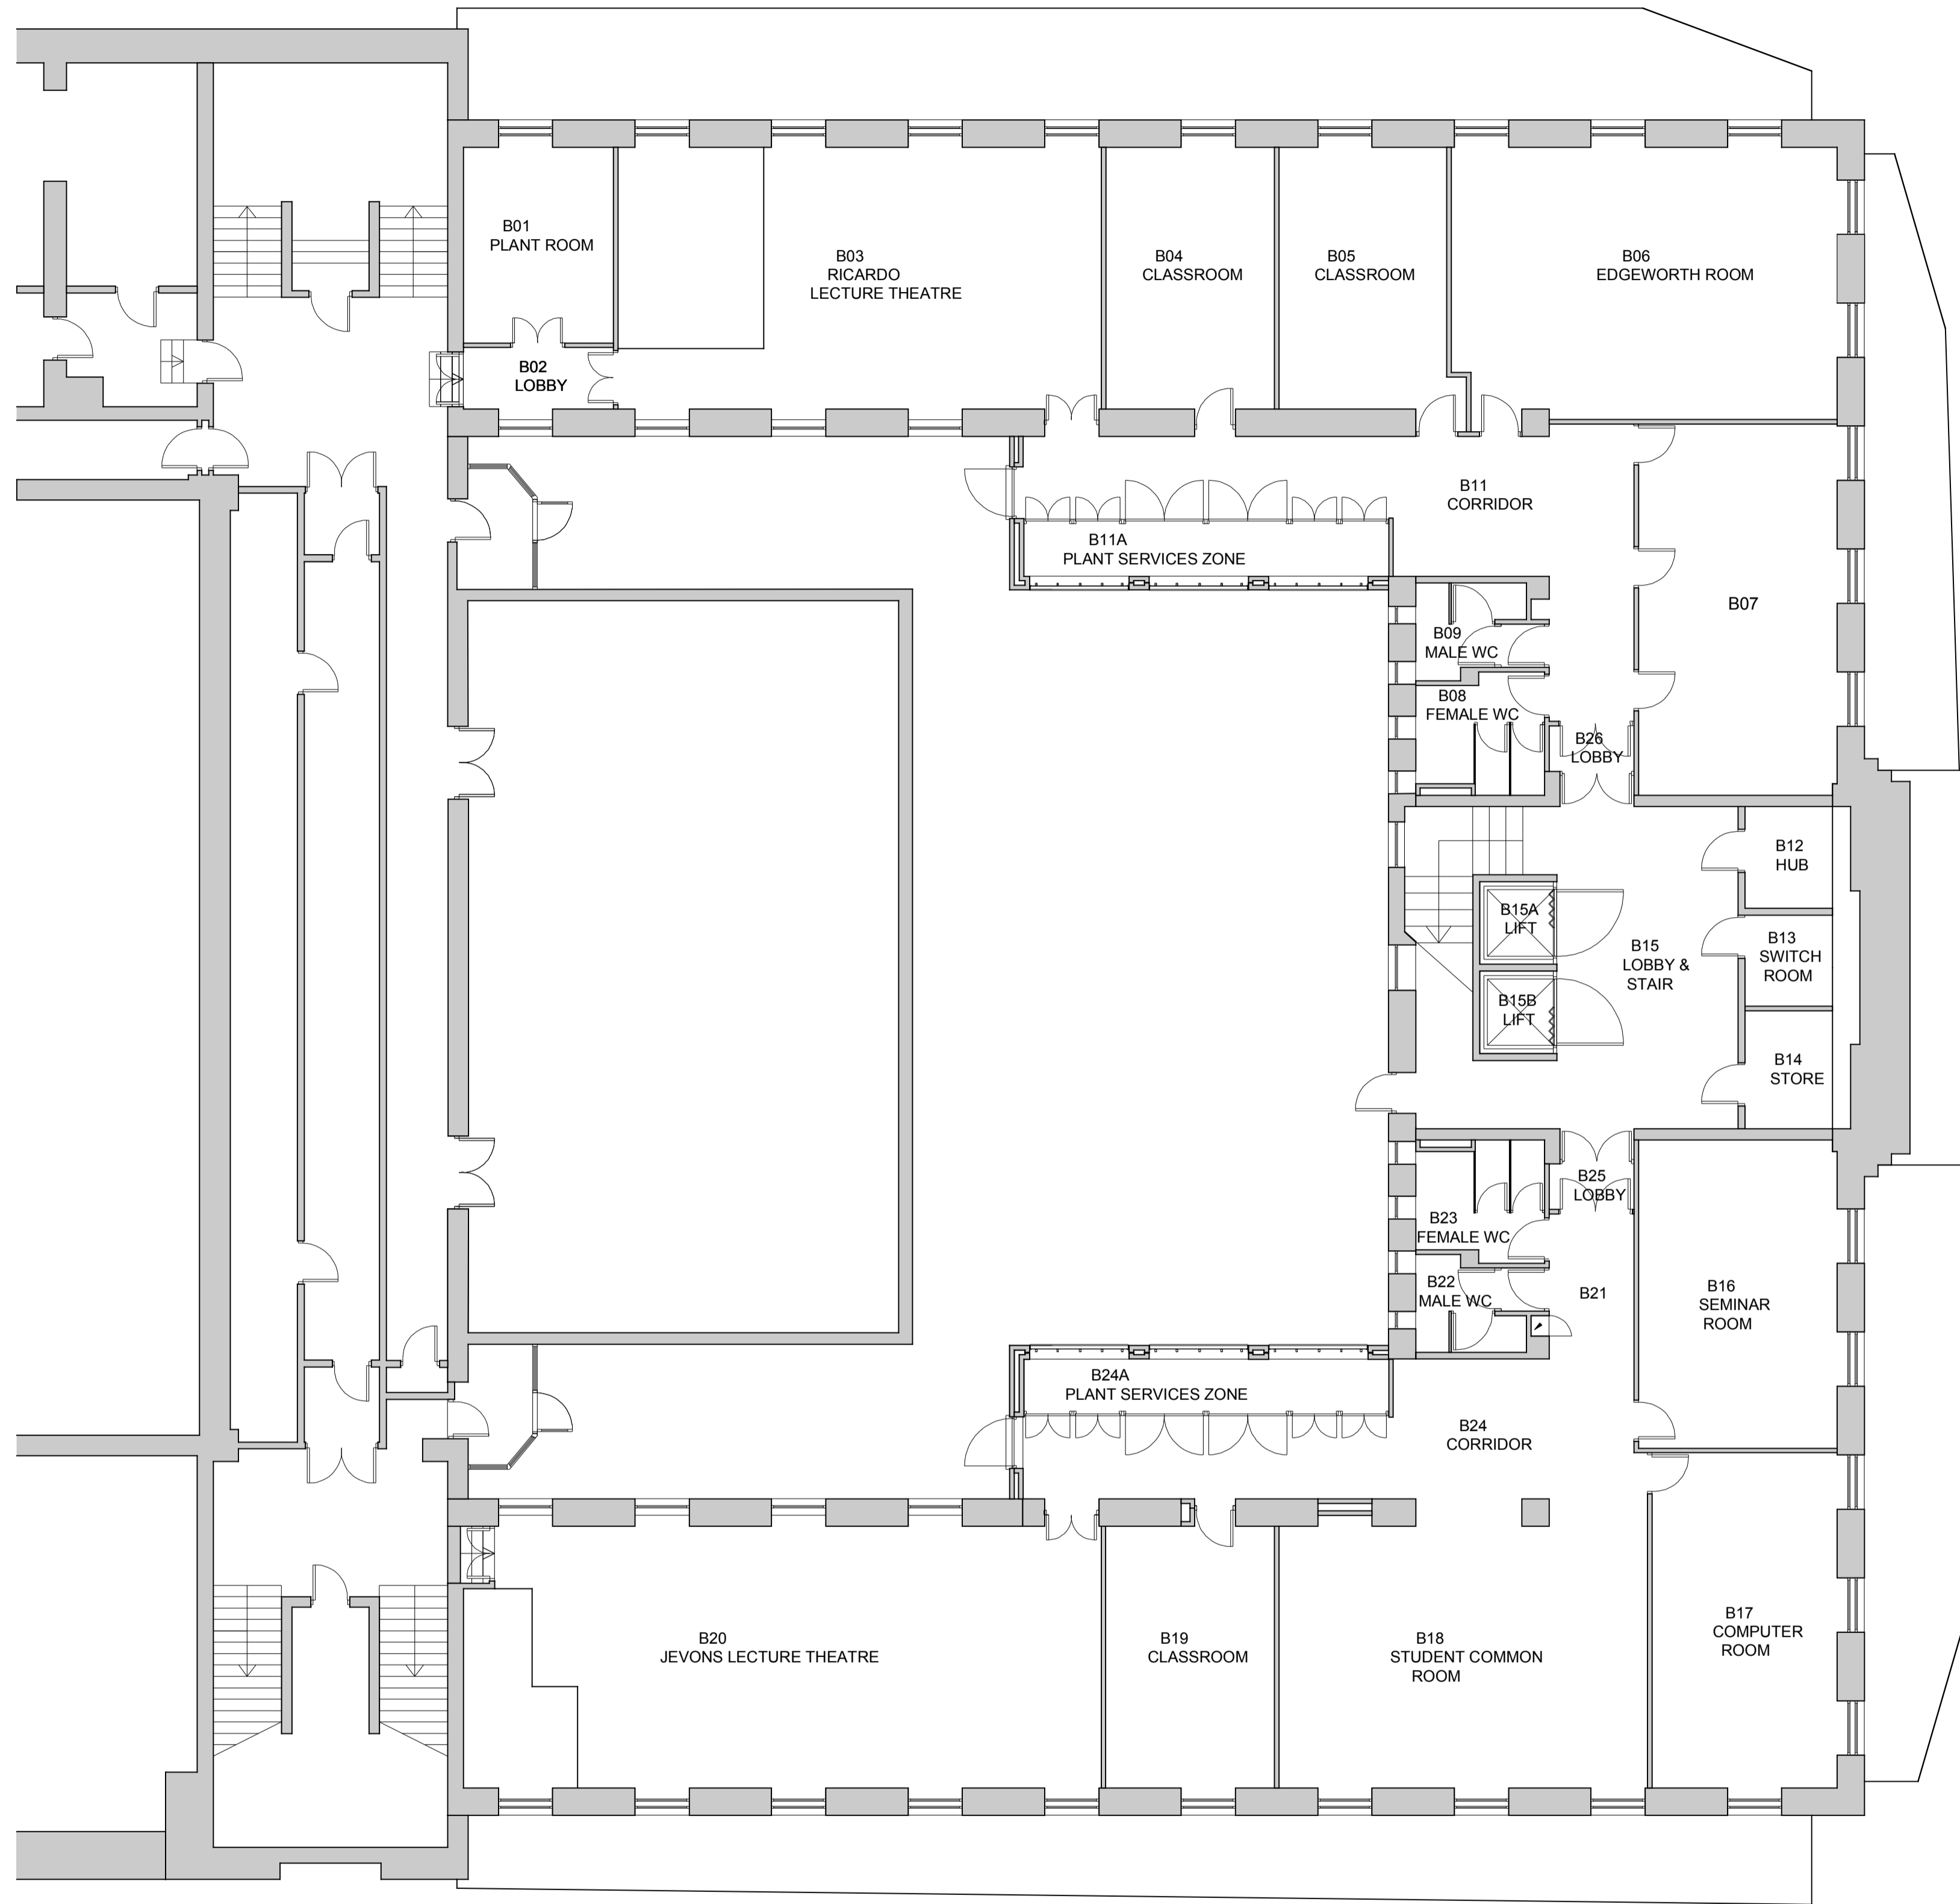 B01
PLANT ROOM
B02
LOBBY
B03
RICARDO
LECTURE THEATRE
B04
CLASSROOM
B05
CLASSROOM
B06
EDGEWORTH ROOM
B11
CORRIDOR
B11A
PLANT SERVICES ZONE
B07
B09
MALE WC
B08
FEMALE WC
B26
LOBBY
B12
HUB
B15A
LIFT
B13
SWITCH
ROOM
B15
LOBBY &
STAIR
B15B
LIFT
B14
STORE
B25
LOBBY
B23
FEMALE WC
B22
MALE WC
B21
B16
SEMINAR
ROOM
B24A
PLANT SERVICES ZONE
B24
CORRIDOR
B20
JEVONS LECTURE THEATRE
B19
CLASSROOM
B18
STUDENT COMMON
ROOM
B17
COMPUTER
ROOM